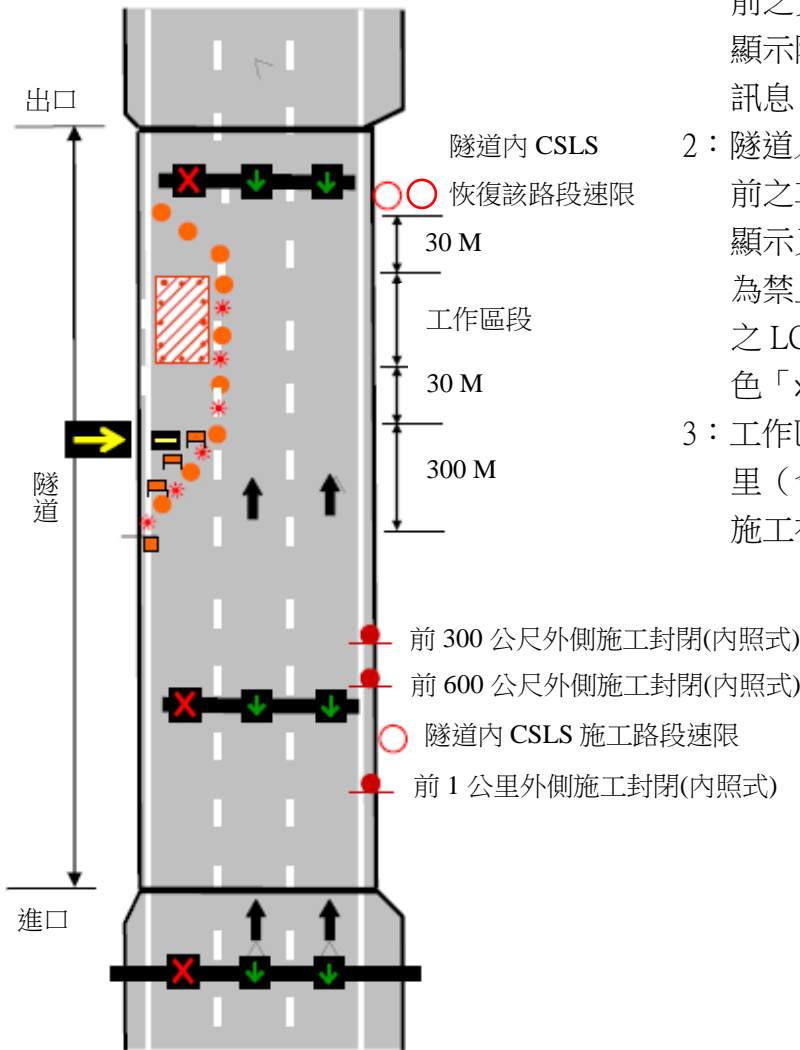 出口
隧道內 CSLS
恢復該路段速限
30 M
工作區段
30 M
300 M
隧道
前 300 公尺外側施工封閉(內照式)
前 600 公尺外側施工封閉(內照式)
隧道內 CSLS 施工路段速限
前 1 公里外側施工封閉(內照式)
進口
前之
顯示
訊息
2：隧道
前之
顯示
為禁
之 LC
色「x
3：工作
里（
施工